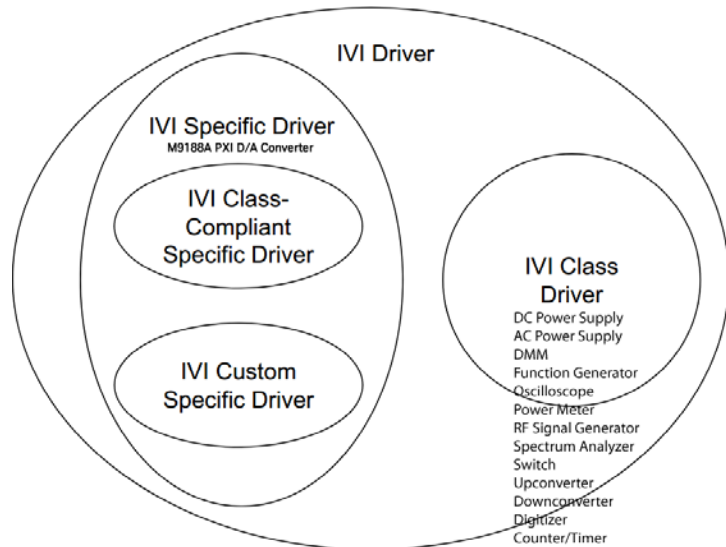 IVI Driver
IVI Specific Driver
M9188A PXI D/A Converter
IVI Class-
Compliant
Specific Driver
IVI Custom
Specific Driver
IVI Class
Driver
DC Power Supply
AC Power Supply
DMM
Function Generator
Oscilloscope
Power Meter
RF Signal Generator
Spectrum Analyzer
Switch
Upconverter
Downconverter
Digitizer
Counter/Timer